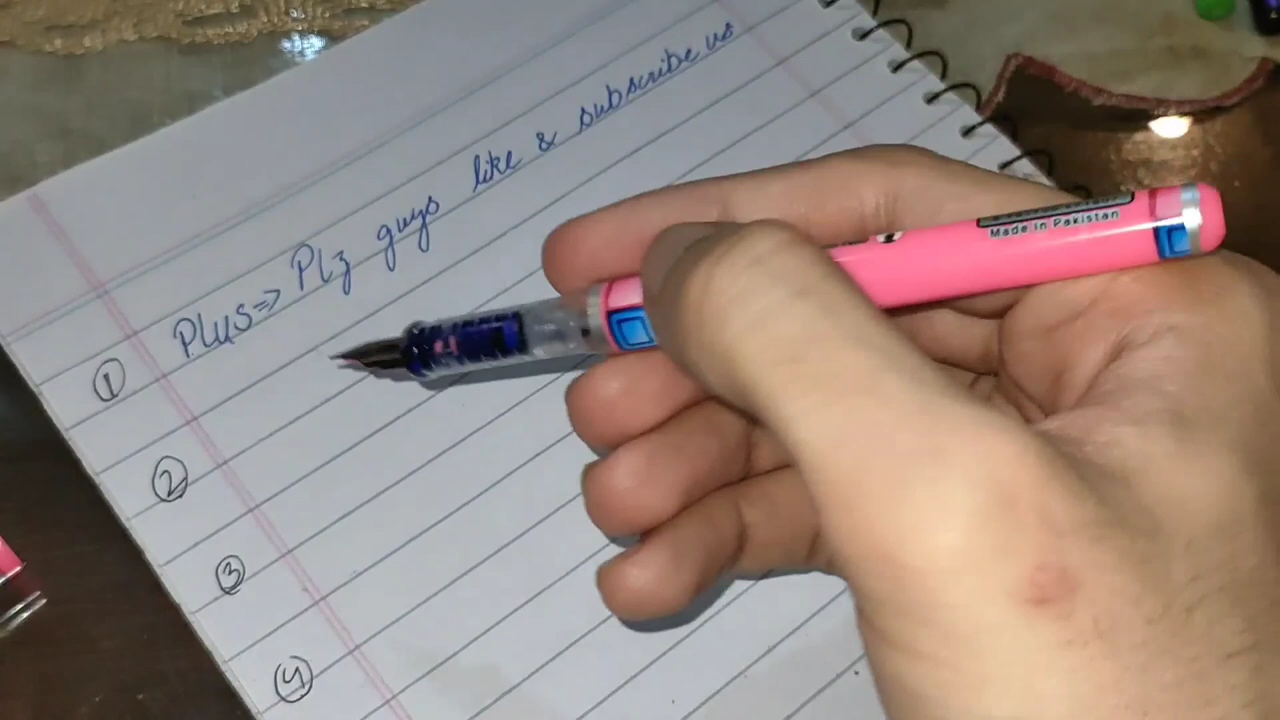 ① Plus=> Plz guys like & subscribe us
②
③
④
Made in Pakistan